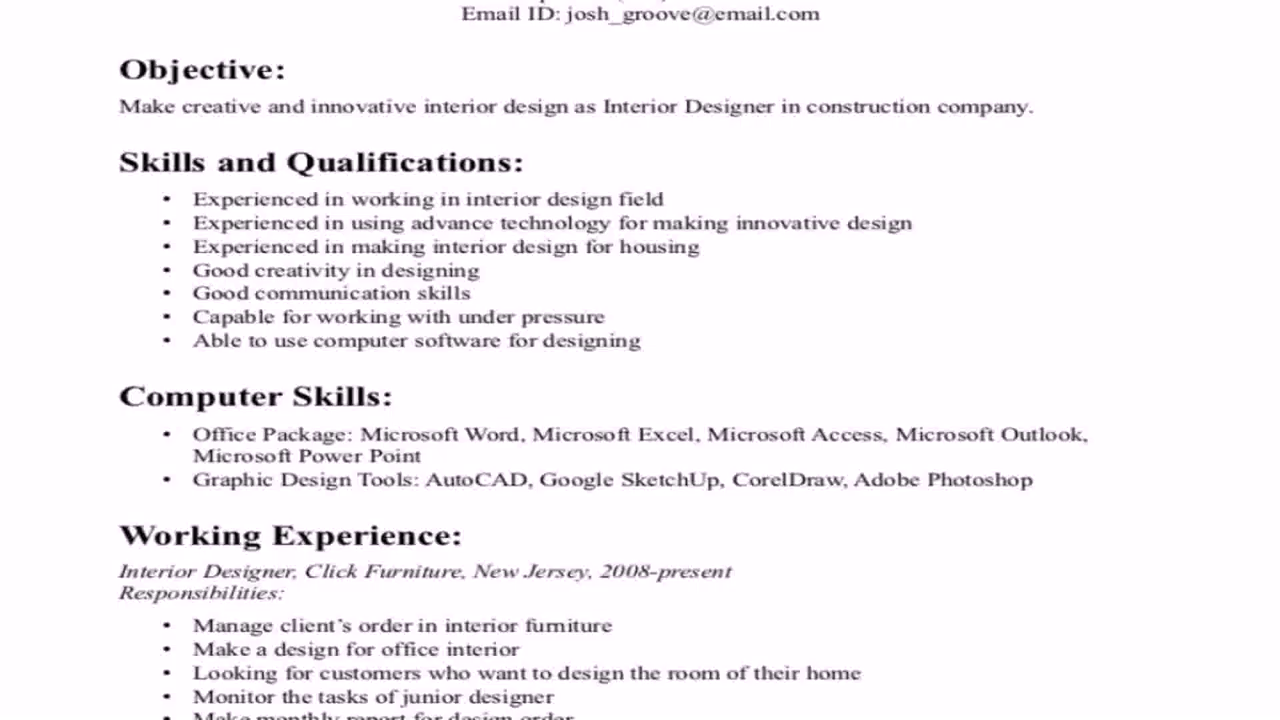 Email ID: josh_groove@email.com
Objective:
Make creative and innovative interior design as Interior Designer in construction company.
Skills and Qualifications:
• Experienced in working in interior design field
• Experienced in using advance technology for making innovative design
• Experienced in making interior design for housing
• Good creativity in designing
• Good communication skills
• Capable for working with under pressure
• Able to use computer software for designing
Computer Skills:
• Office Package: Microsoft Word, Microsoft Excel, Microsoft Access, Microsoft Outlook,
Microsoft Power Point
• Graphic Design Tools: AutoCAD, Google SketchUp, CorelDraw, Adobe Photoshop
Working Experience:
Interior Designer, Click Furniture, New Jersey, 2008-present
Responsibilities:
• Manage client's order in interior furniture
• Make a design for office interior
• Looking for customers who want to design the room of their home
• Monitor the tasks of junior designer
• Make monthly report for design order